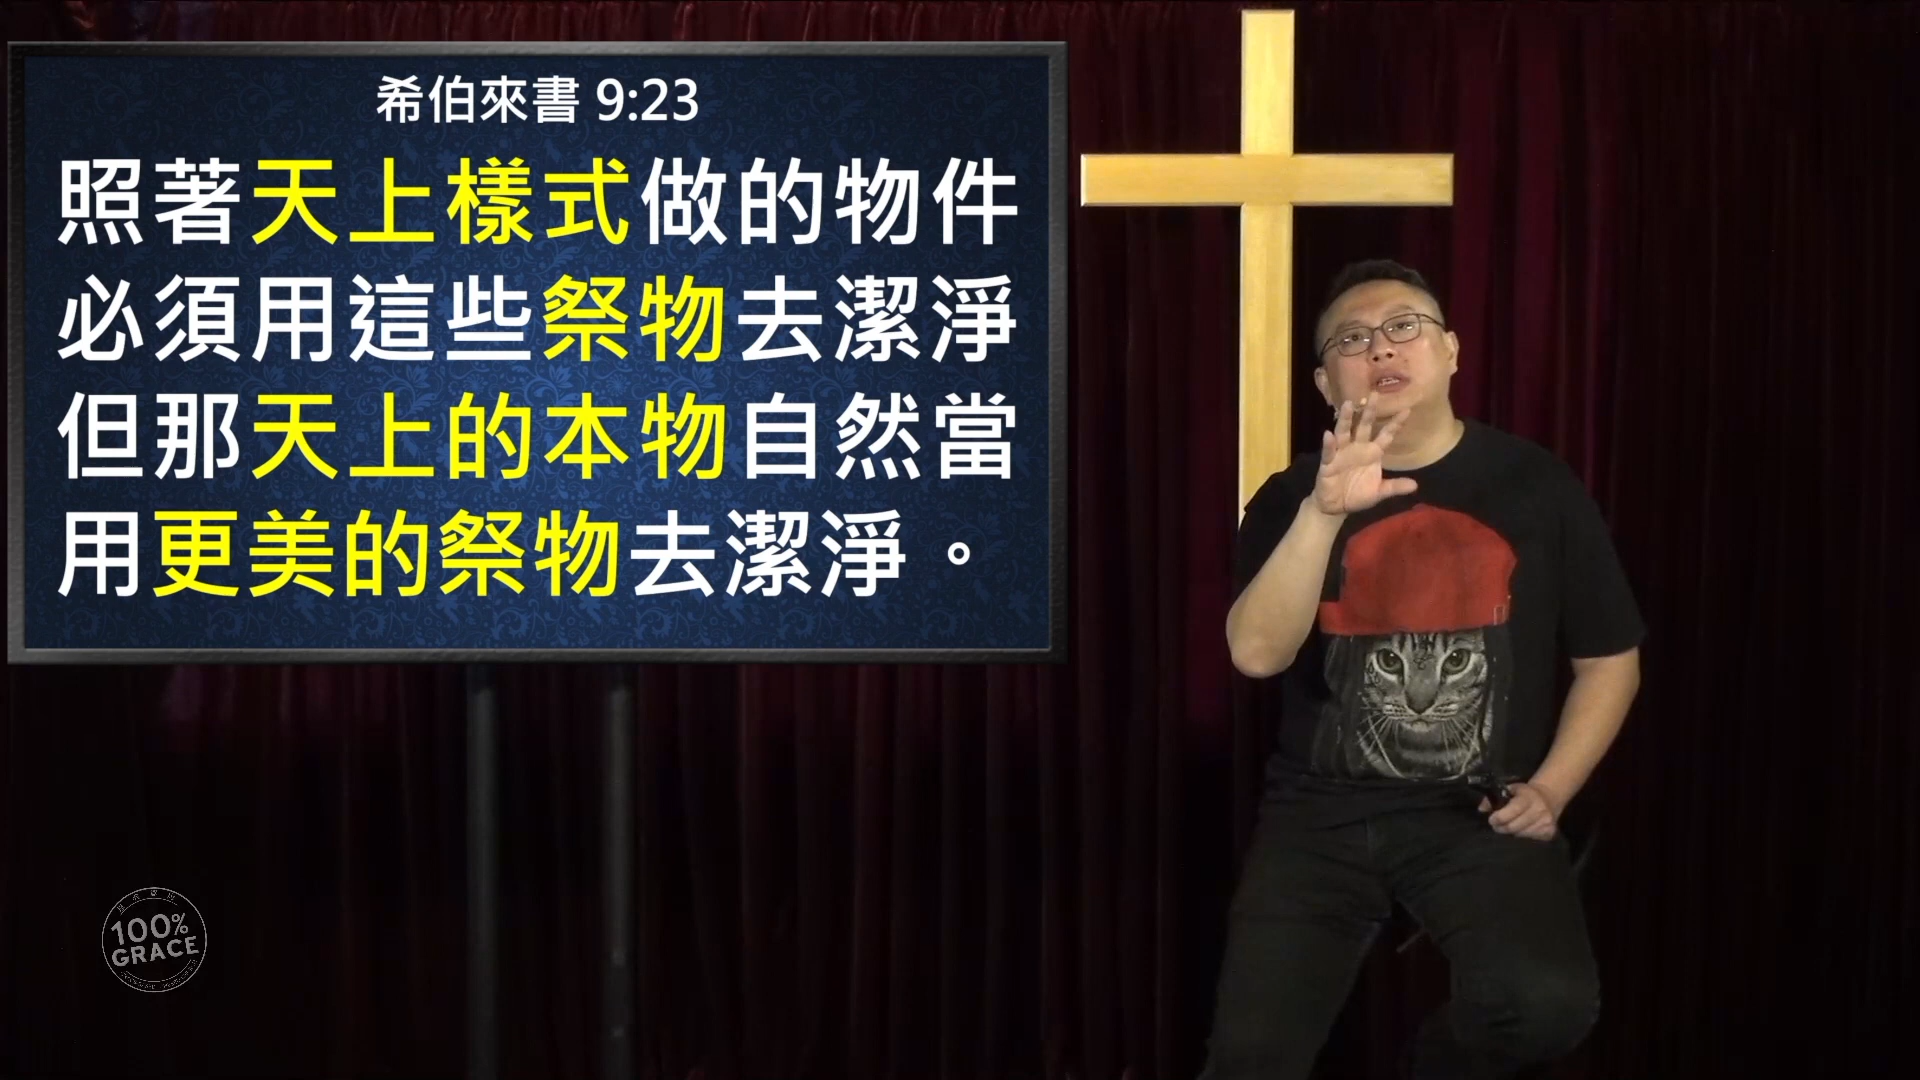 希伯來書 9:23
照著天上樣式做的物件
必須用這些祭物去潔淨
但那天上的本物自然當
用更美的祭物去潔淨。
100%
GRACE